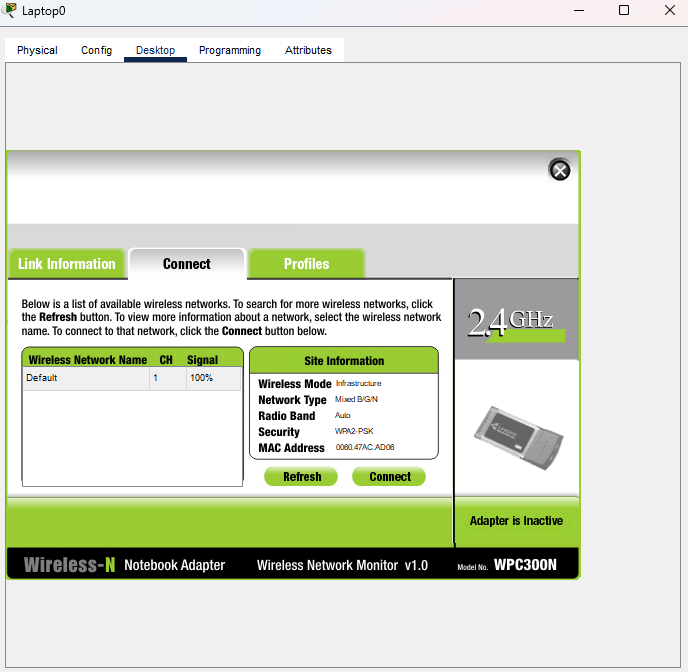 Laptop0
Physical Config Desktop Programming Attributes
Link Information Connect Profiles
Below is a list of available wireless networks. To search for more wireless networks, click
the Refresh button. To view more information about a network, select the wireless network
name. To connect to that network, click the Connect button below.
2.4GHz
Wireless Network Name CH Signal
Default 1 100%
Site Information
Wireless Mode Infrastructure
Network Type Mixed B/G/N
Radio Band Auto
Security WPA2-PSK
MAC Address 0060.47AC.AD06
Refresh Connect
Adapter is Inactive
Wireless-N Notebook Adapter Wireless Network Monitor v1.0 Model No. WPC300N